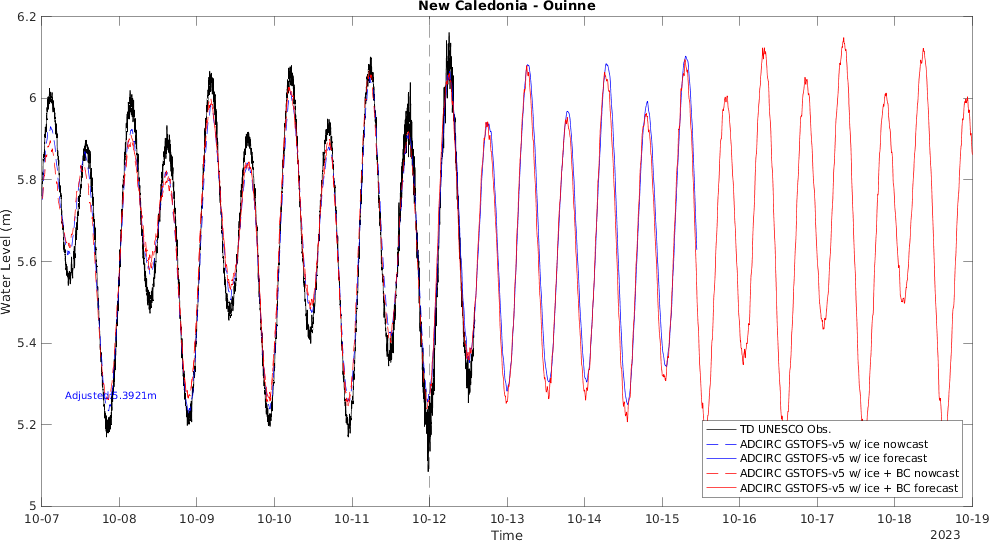 New Caledonia - Ouinne
6.2
6
5.8
5.6
5.4
5.2
5
Water Level (m)
Adjusted:5.3921m
TD UNESCO Obs.
ADCIRC GSTOFS-v5 w/ ice nowcast
ADCIRC GSTOFS-v5 w/ ice forecast
ADCIRC GSTOFS-v5 w/ ice + BC nowcast
ADCIRC GSTOFS-v5 w/ ice + BC forecast
10-07 10-08 10-09 10-10 10-11 10-12 10-13 10-14 10-15 10-16 10-17 10-18 10-19
Time
2023